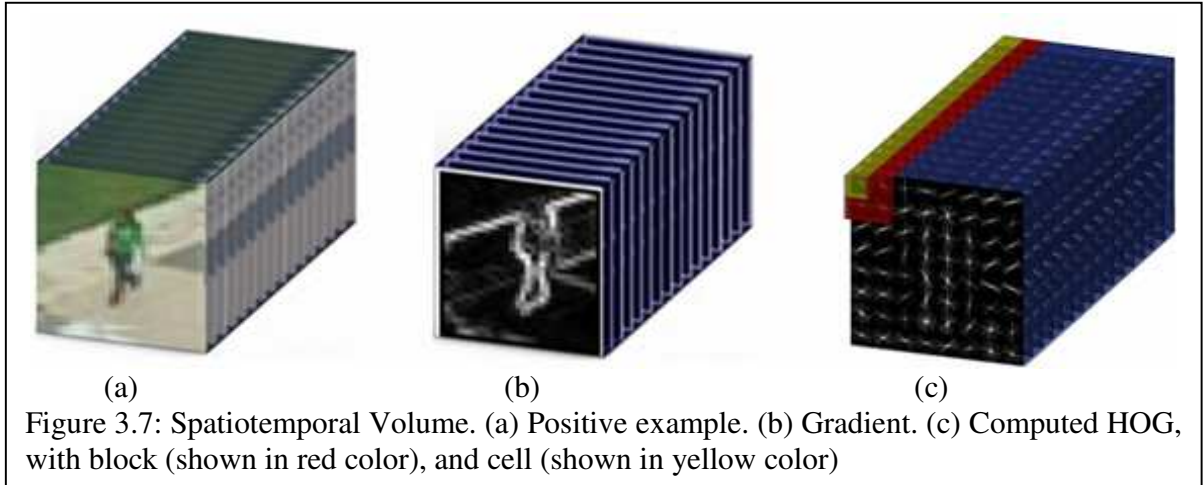 (a) (b) (c)
Figure 3.7: Spatiotemporal Volume. (a) Positive example. (b) Gradient. (c) Computed HOG,
with block (shown in red color), and cell (shown in yellow color)